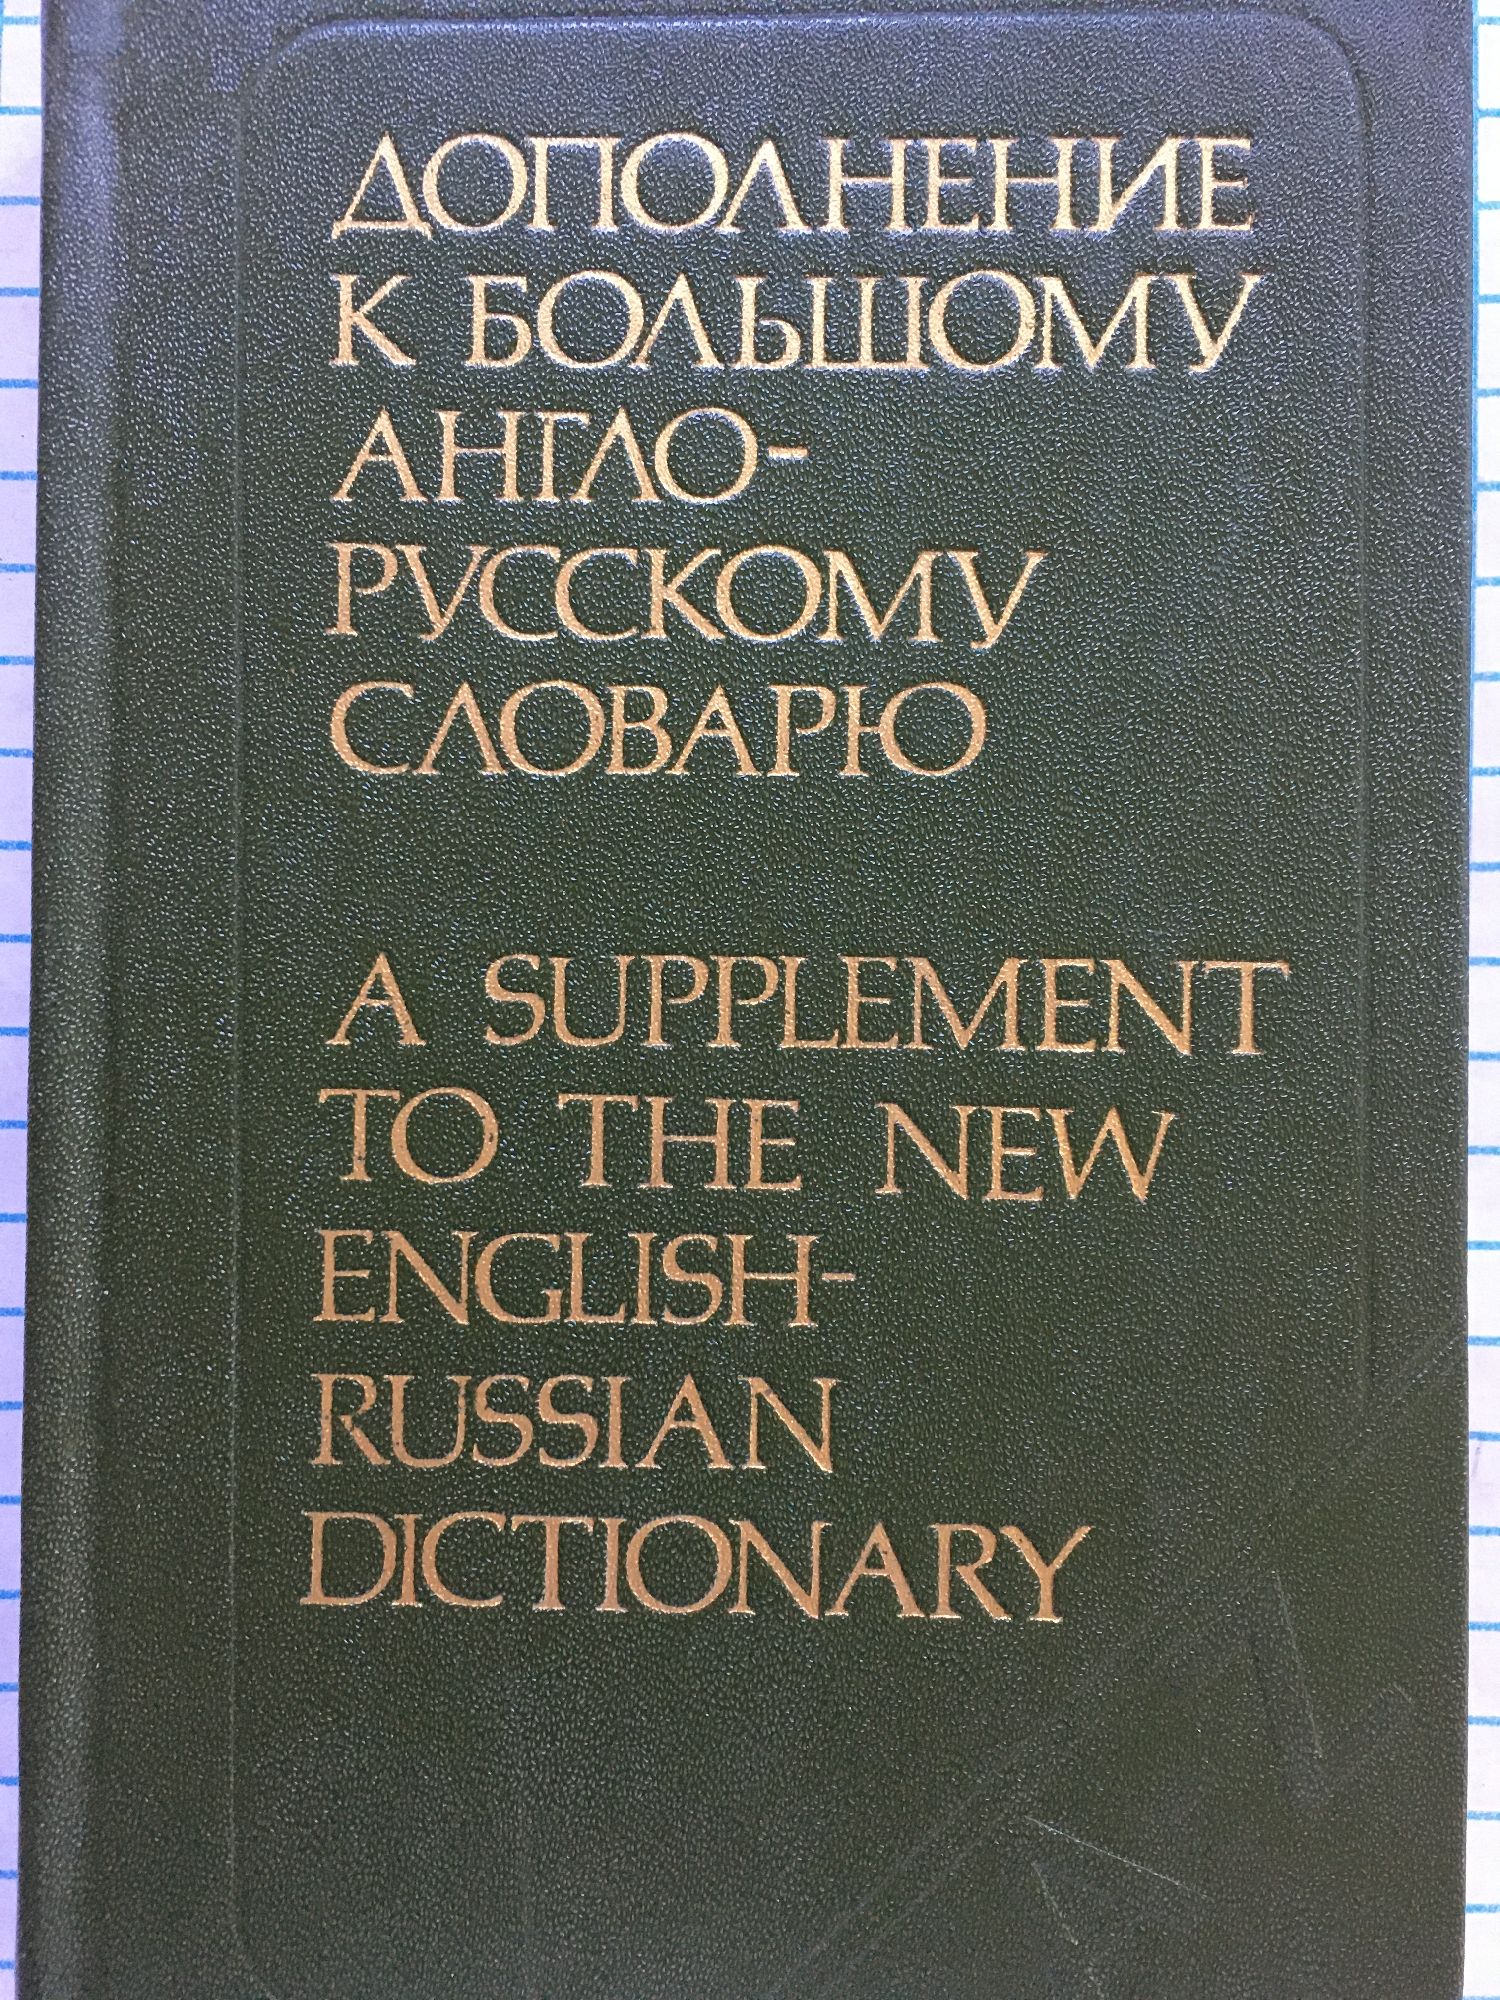 ДОПОЛНЕНИЕ
К БОЛЬШОМУ
АНГЛО-
РУССКОМУ
СЛОВАРЮ
A SUPPLEMENT
TO THE NEW
ENGLISH-
RUSSIAN
DICTIONARY